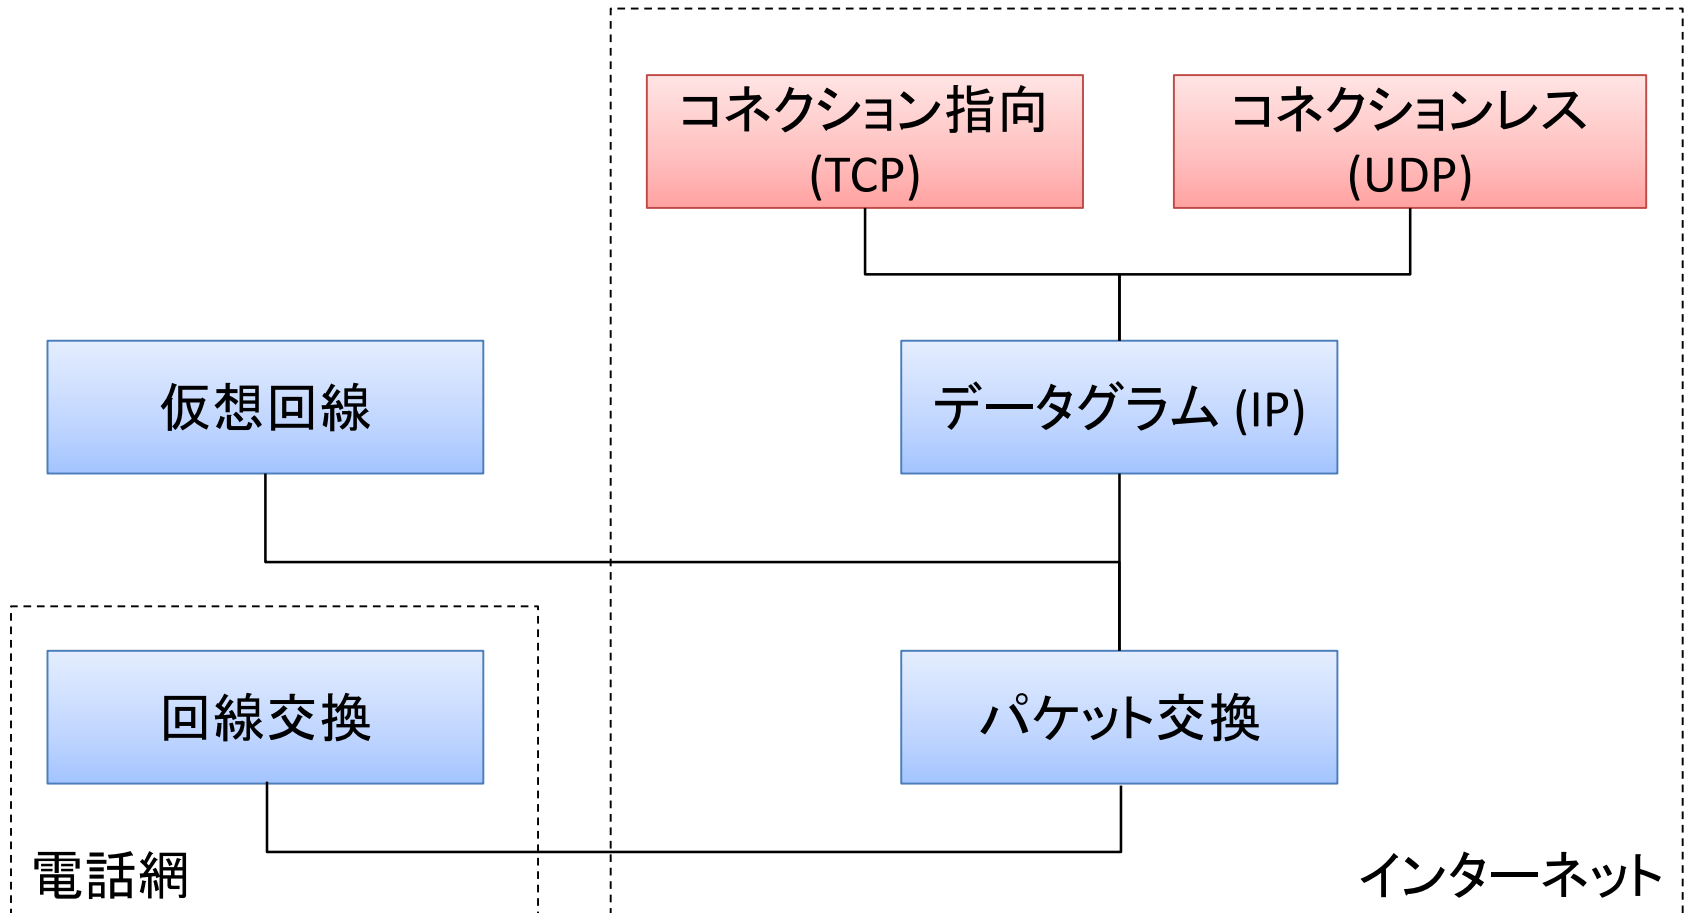 コネクション指向
(TCP)
コネクションレス
(UDP)
仮想回線
データグラム (IP)
回線交換
パケット交換
電話網
インターネット